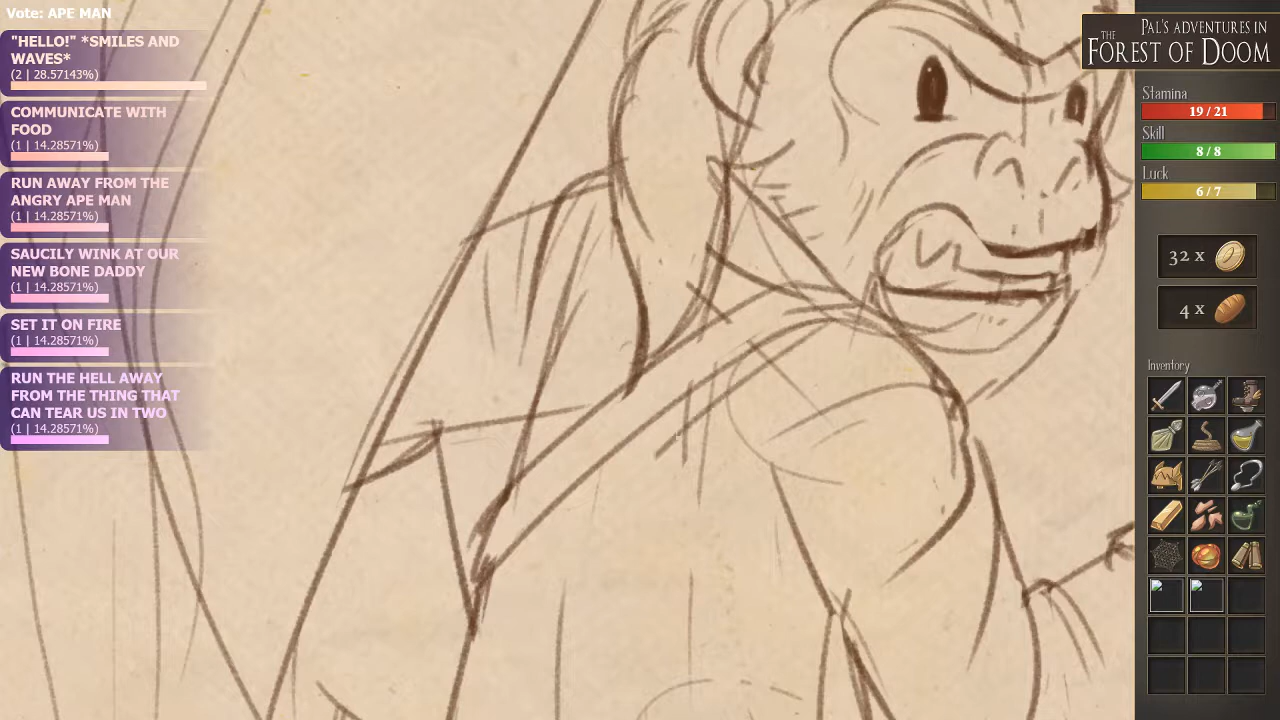 Vote: APE MAN
"HELLO!" *SMILES AND
WAVES*
(2 | 28.57143%)
COMMUNICATE WITH
FOOD
(1 | 14.28571%)
RUN AWAY FROM THE
ANGRY APE MAN
(1 | 14.28571%)
SAUCILY WINK AT OUR
NEW BONE DADDY
(1 | 14.28571%)
SET IT ON FIRE
(1 | 14.28571%)
RUN THE HELL AWAY
FROM THE THING THAT
CAN TEAR US IN TWO
(1 | 14.28571%)
PAL'S ADVENTURES IN
THE FOREST OF DOOM
Stamina
19 / 21
Skill
8 / 8
Luck
6 / 7
32 x
4 x
Inventory